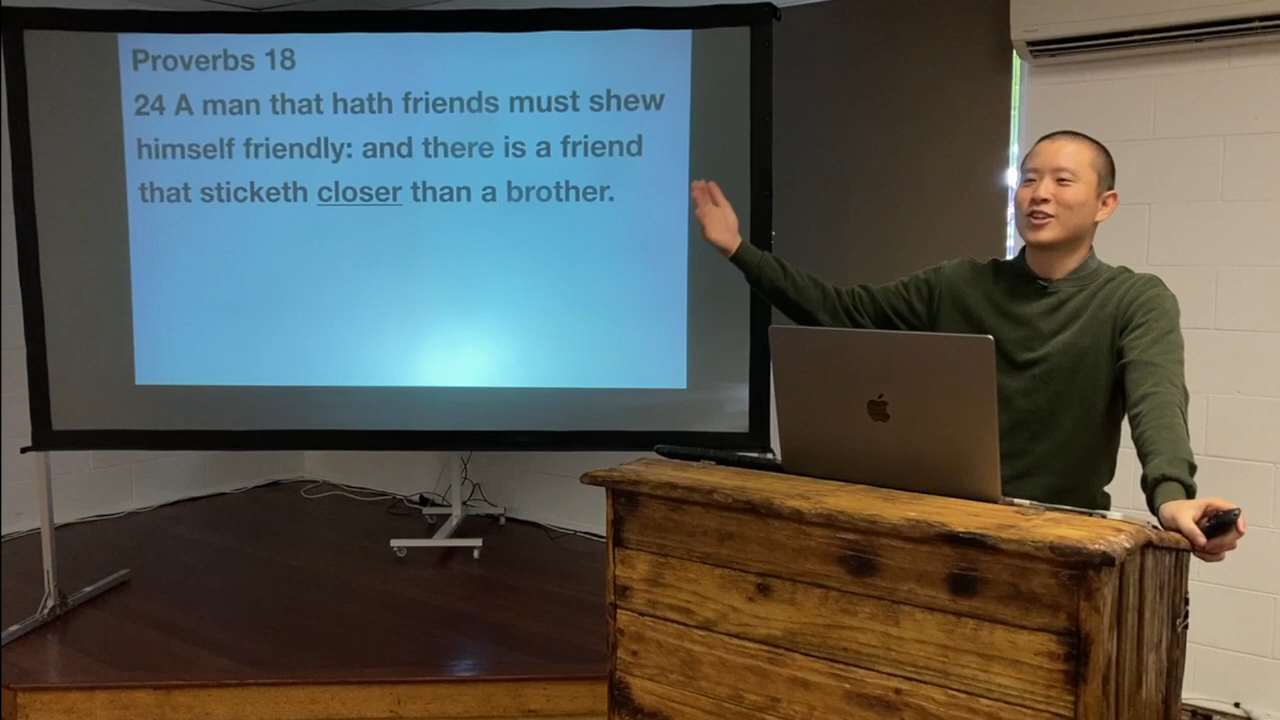 Proverbs 18
24 A man that hath friends must shew
himself friendly: and there is a friend
that sticketh closer than a brother.